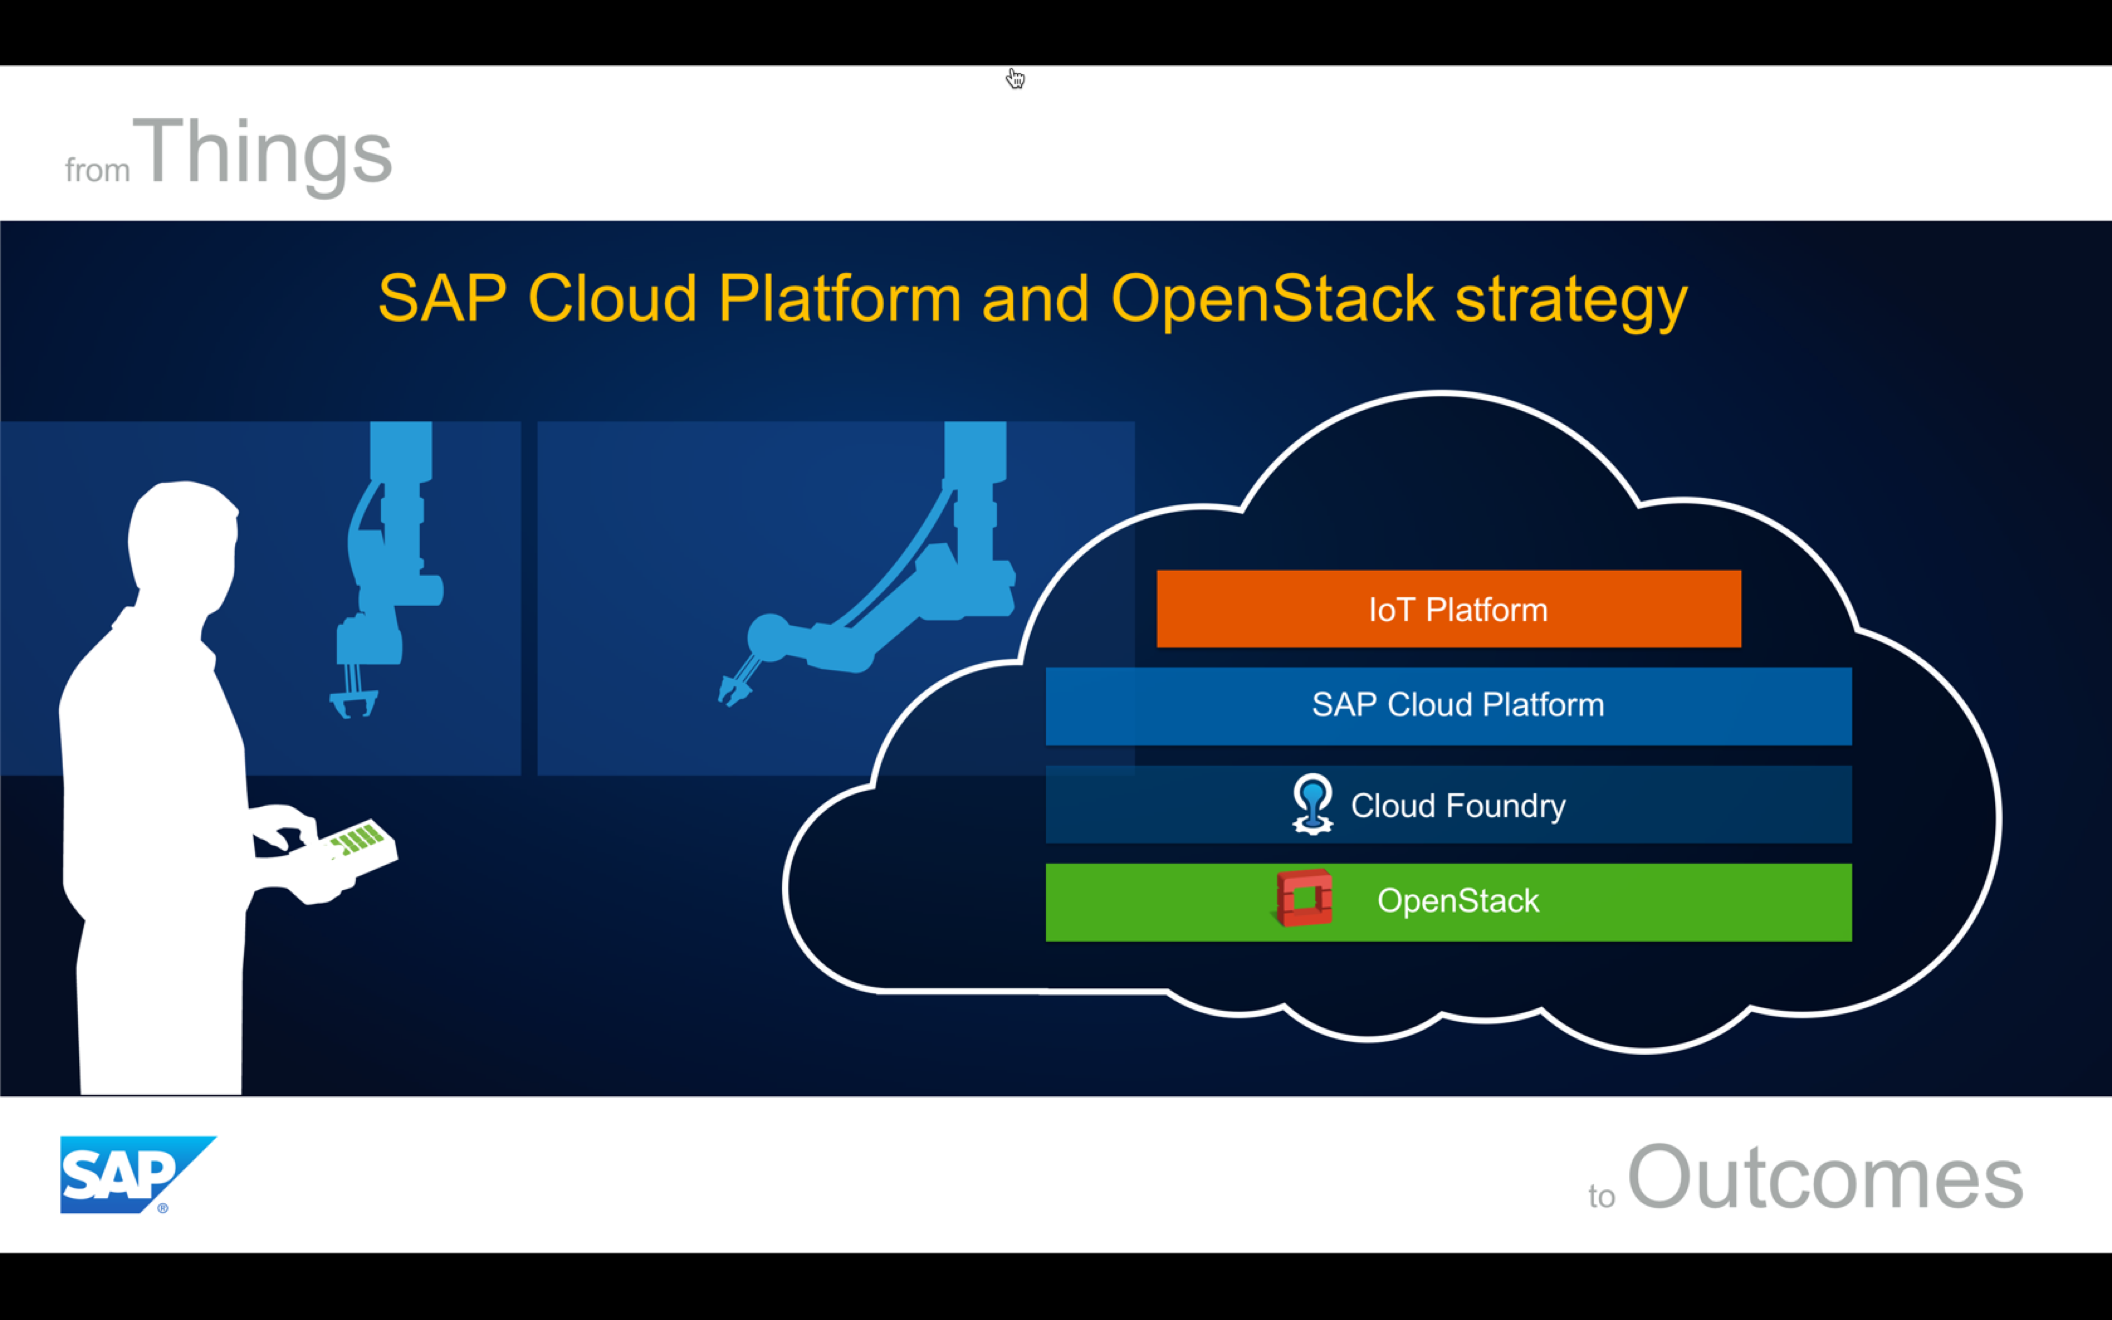 from Things
SAP Cloud Platform and OpenStack strategy
IoT Platform
SAP Cloud Platform
Cloud Foundry
OpenStack
SAP ®
to Outcomes